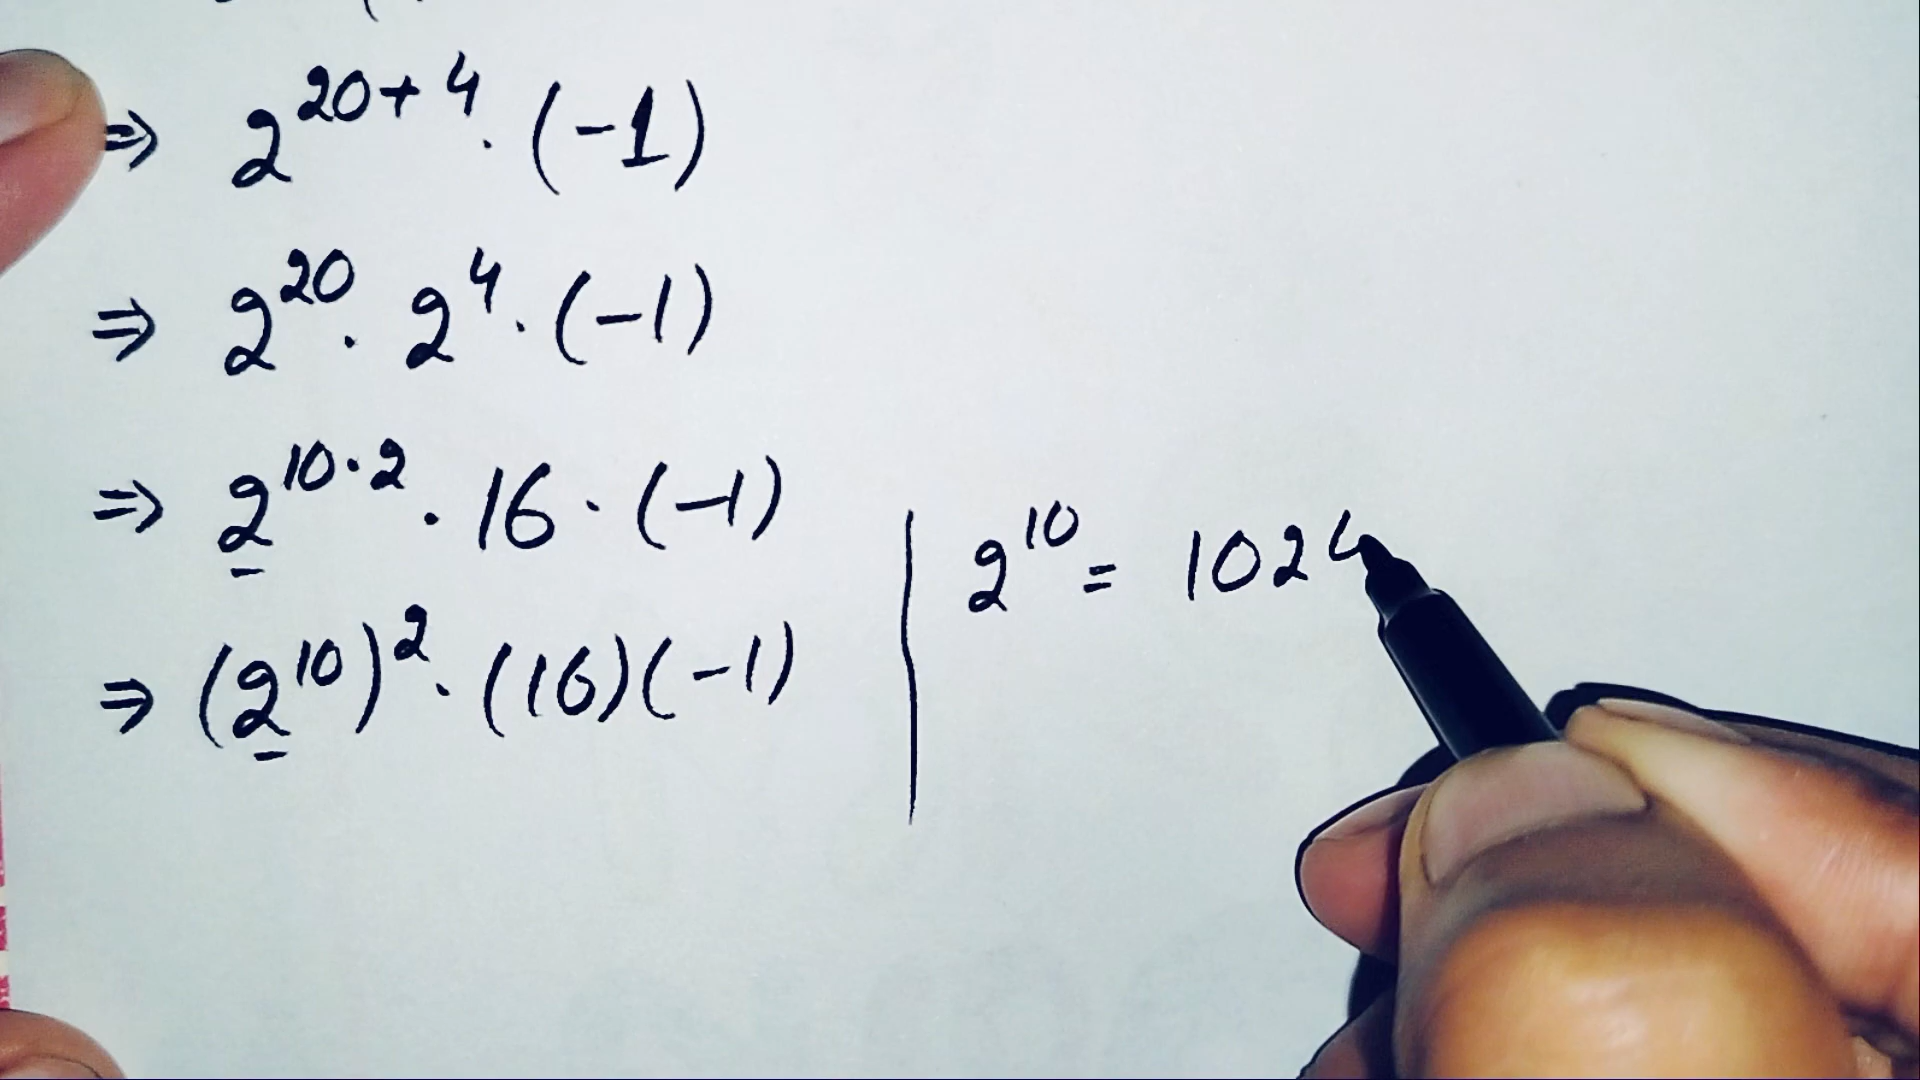 ⇒ 2^{20+4} · (-1)
⇒ 2^{20} · 2^4 · (-1)
⇒ 2^{10·2} · 16 · (-1)
⇒ (2^{10})^2 · (16)(-1)
2^{10} = 1024